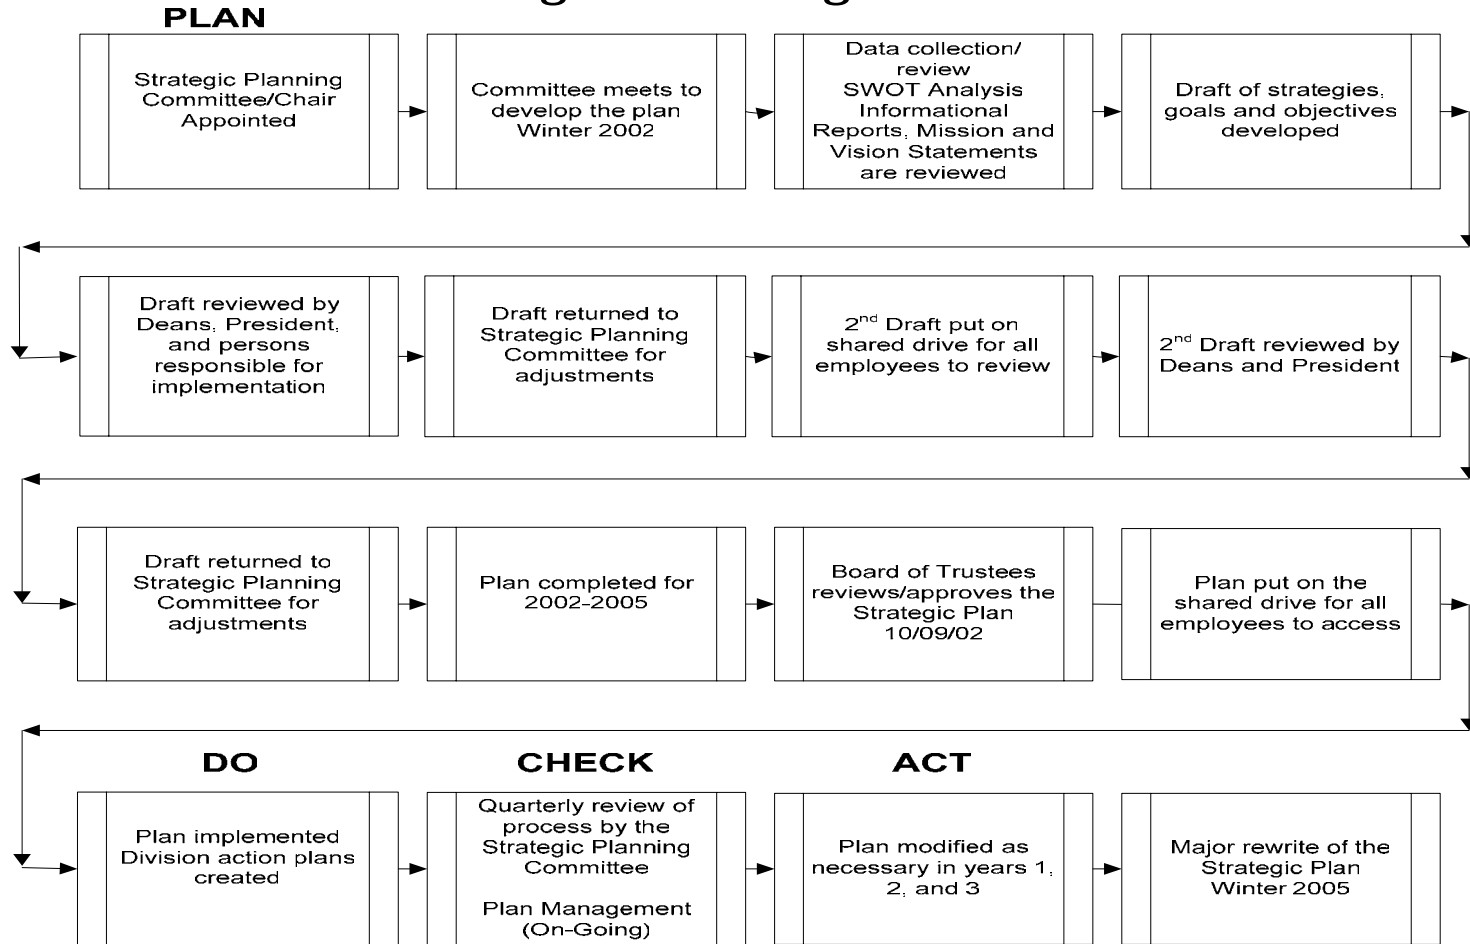 PLAN
Strategic Planning
Committee/Chair
Appointed
Committee meets to
develop the plan
Winter 2002
Data collection/
review
SWOT Analysis
Informational
Reports, Mission and
Vision Statements
are reviewed
Draft of strategies,
goals and objectives
developed
Draft reviewed by
Deans, President,
and persons
responsible for
implementation
Draft returned to
Strategic Planning
Committee for
adjustments
2nd Draft put on
shared drive for all
employees to review
2nd Draft reviewed by
Deans and President
Draft returned to
Strategic Planning
Committee for
adjustments
Plan completed for
2002-2005
Board of Trustees
reviews/approves the
Strategic Plan
10/09/02
Plan put on the
shared drive for all
employees to access
DO
Plan implemented
Division action plans
created
CHECK
Quarterly review of
process by the
Strategic Planning
Committee
Plan Management
(On-Going)
ACT
Plan modified as
necessary in years 1,
2, and 3
Major rewrite of the
Strategic Plan
Winter 2005